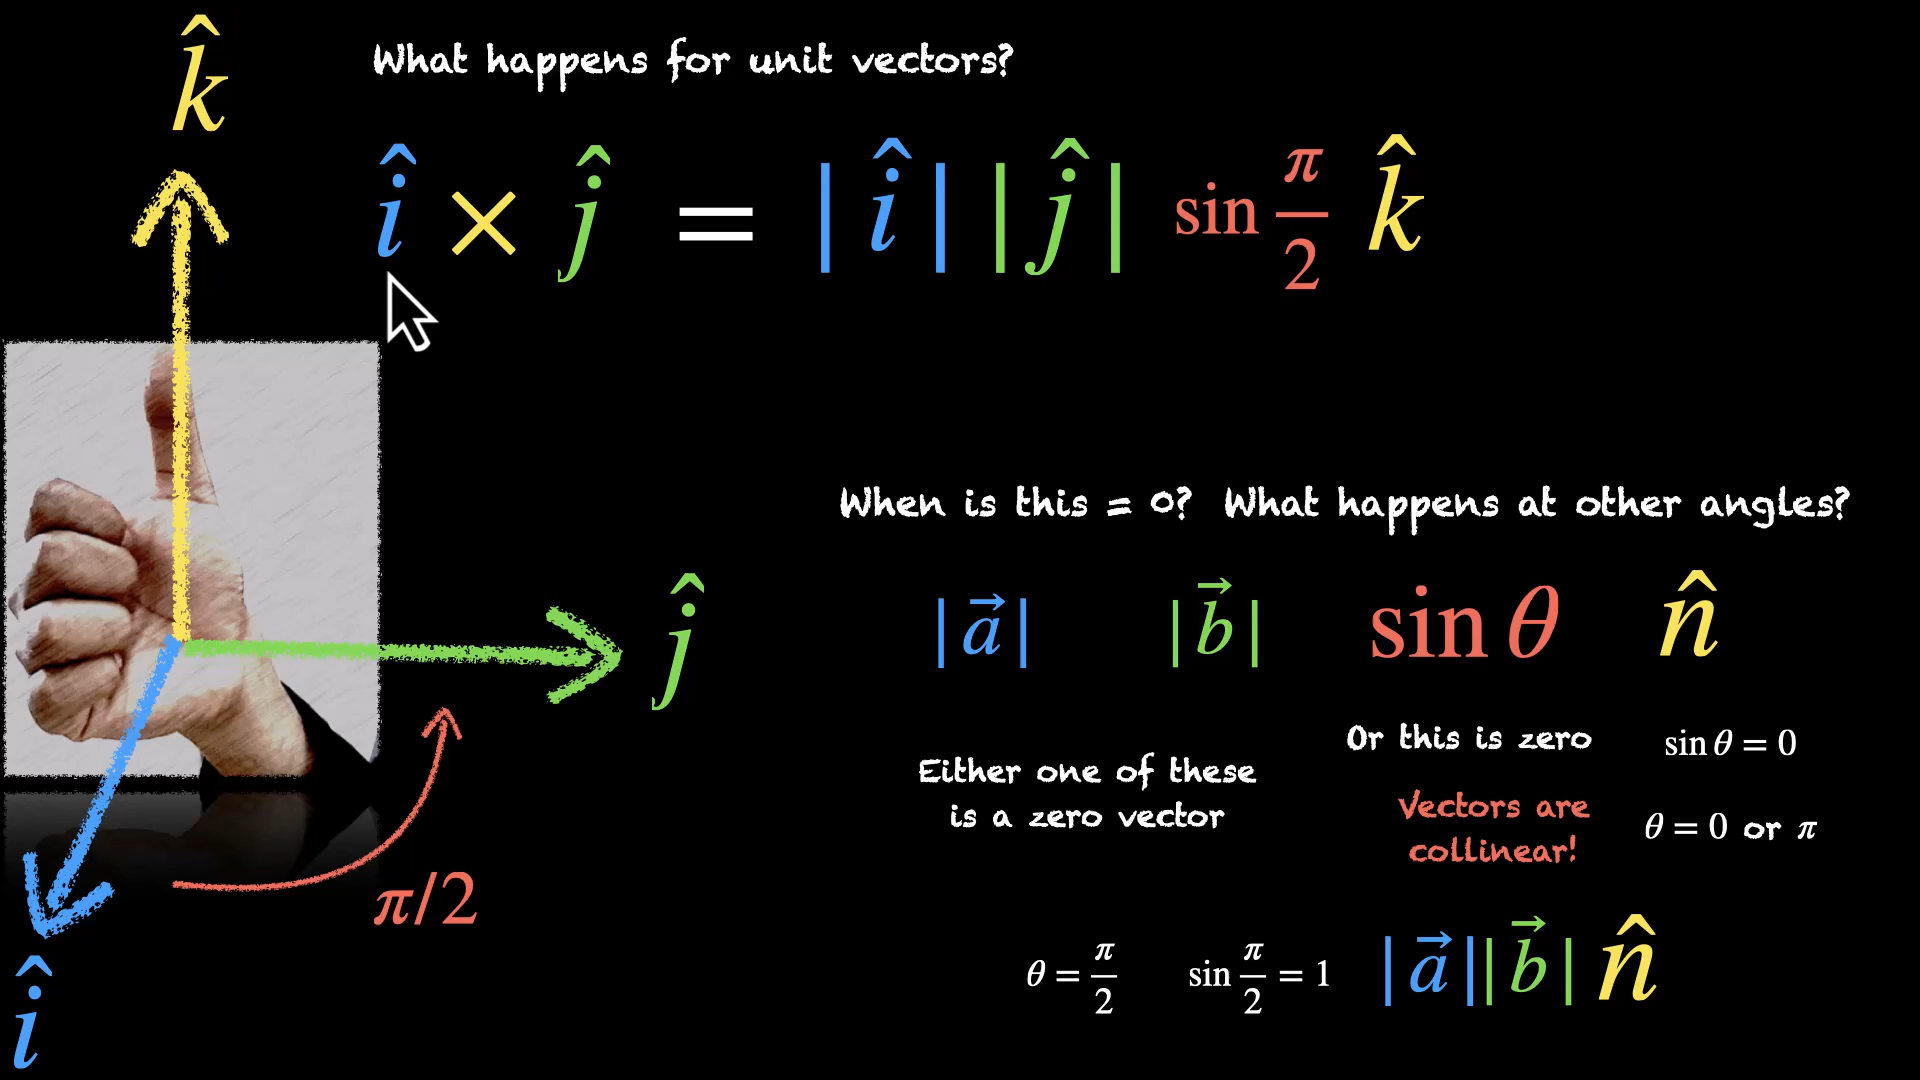 k̂
What happens for unit vectors?
î × ĵ = | î | | ĵ | sin π/2 k̂
When is this = 0? What happens at other angles?
|a⃗| |b⃗| sin θ n̂
ĵ
Or this is zero sin θ = 0
Either one of these
is a zero vector
Vectors are
collinear!
θ = 0 or π
π/2
θ = π/2 sin π/2 = 1 |a⃗||b⃗| n̂
î